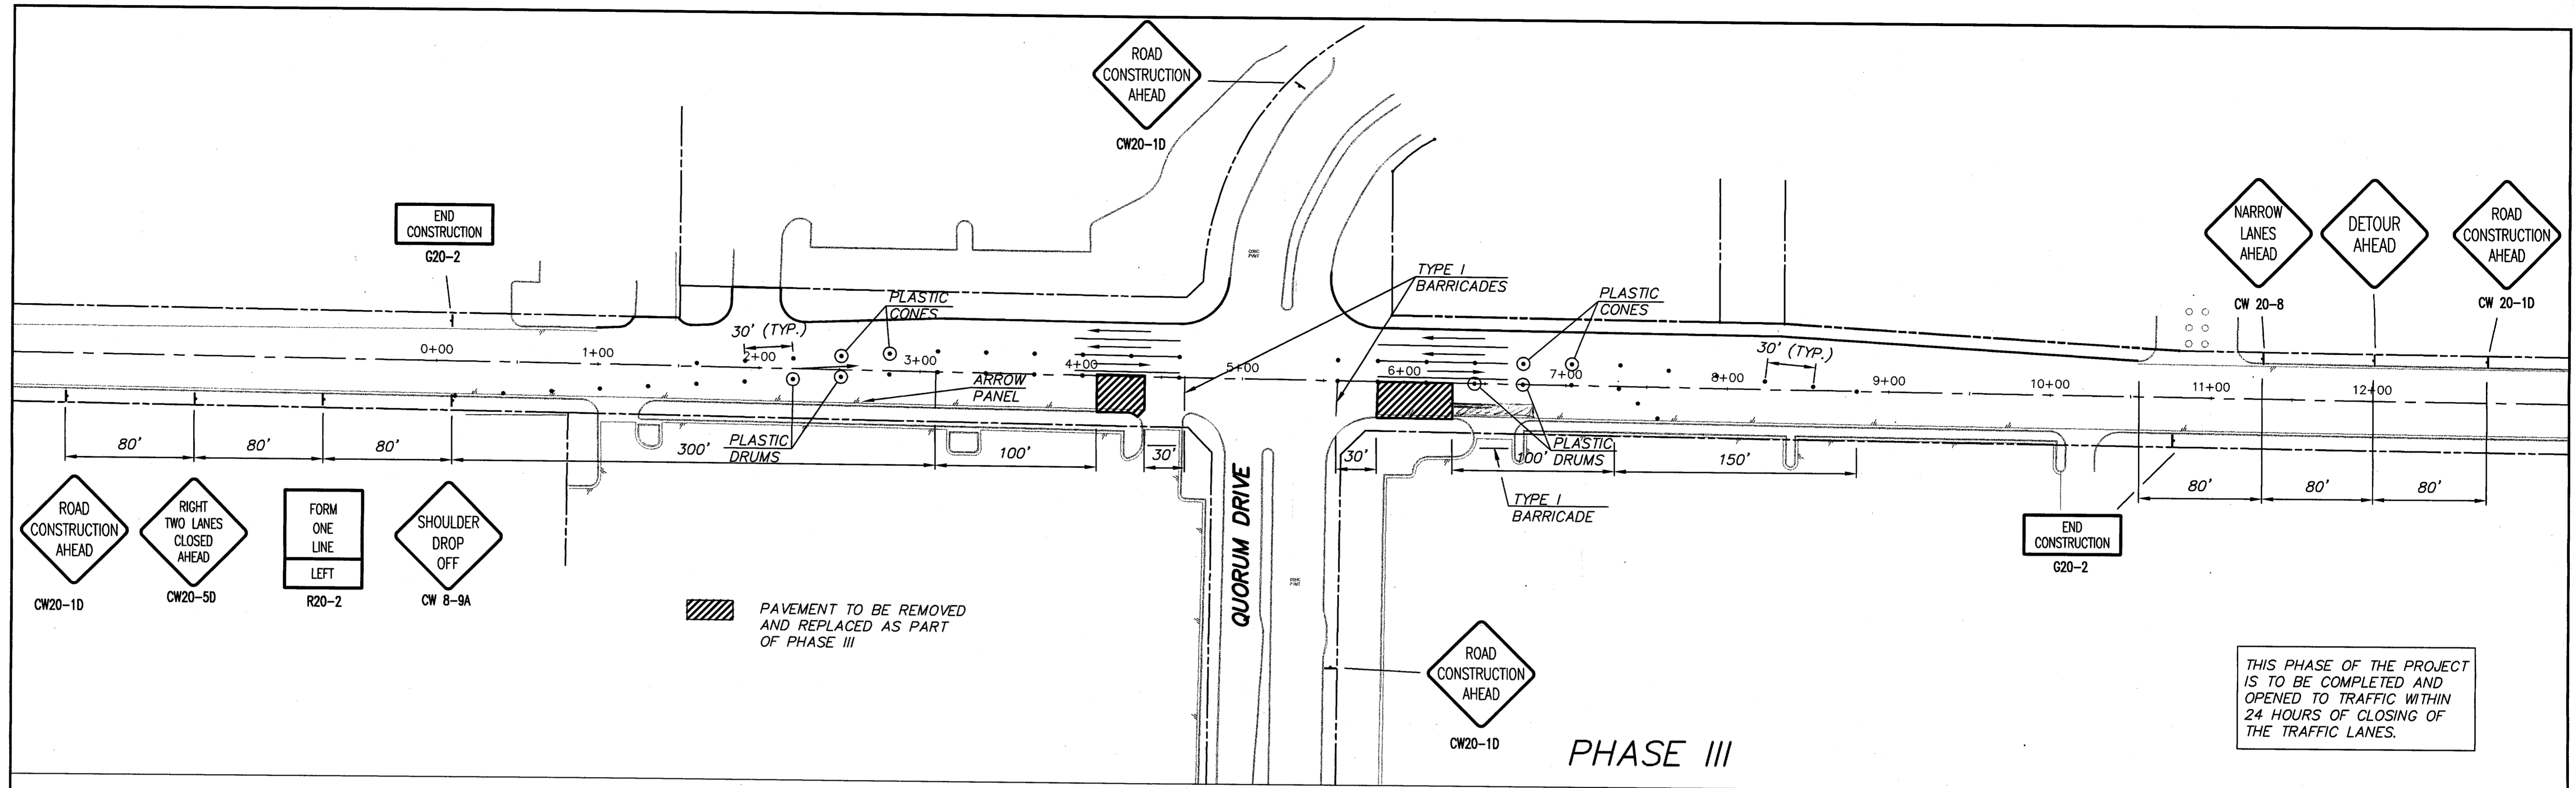 ROAD
CONSTRUCTION
AHEAD
CW20-1D
END
CONSTRUCTION
G20-2
NARROW
LANES
AHEAD
CW 20-8
DETOUR
AHEAD
ROAD
CONSTRUCTION
AHEAD
CW 20-1D
CONC
PVMT
TYPE I
BARRICADES
PLASTIC
CONES
PLASTIC
CONES
30' (TYP.)
30' (TYP.)
0+00
1+00
2+00
3+00
4+00
5+00
6+00
7+00
8+00
9+00
10+00
11+00
12+00
ARROW
PANEL
80'
80'
80'
300'
PLASTIC
DRUMS
100'
30'
30'
100'
PLASTIC
DRUMS
150'
80'
80'
80'
TYPE I
BARRICADE
ROAD
CONSTRUCTION
AHEAD
CW20-1D
RIGHT
TWO LANES
CLOSED
AHEAD
CW20-5D
FORM
ONE
LINE
LEFT
R20-2
SHOULDER
DROP
OFF
CW 8-9A
END
CONSTRUCTION
G20-2
QUORUM DRIVE
CONC
PVMT
PAVEMENT TO BE REMOVED
AND REPLACED AS PART
OF PHASE III
ROAD
CONSTRUCTION
AHEAD
CW20-1D
THIS PHASE OF THE PROJECT
IS TO BE COMPLETED AND
OPENED TO TRAFFIC WITHIN
24 HOURS OF CLOSING OF
THE TRAFFIC LANES.
PHASE III